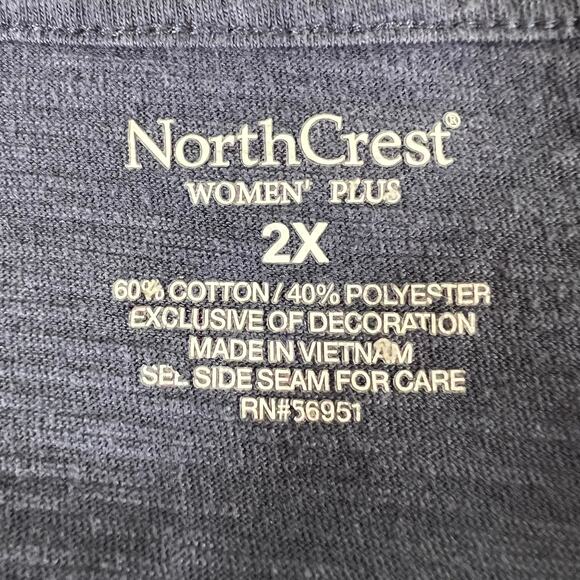 NorthCrest®
WOMEN' PLUS
2X
60% COTTON / 40% POLYESTER
EXCLUSIVE OF DECORATION
MADE IN VIETNAM
SEE SIDE SEAM FOR CARE
RN#56951